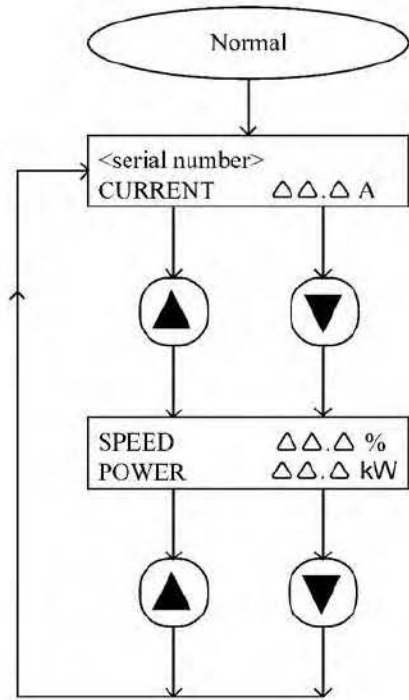 Normal
<serial number>
CURRENT △△.△ A
SPEED △△.△ %
POWER △△.△ kW